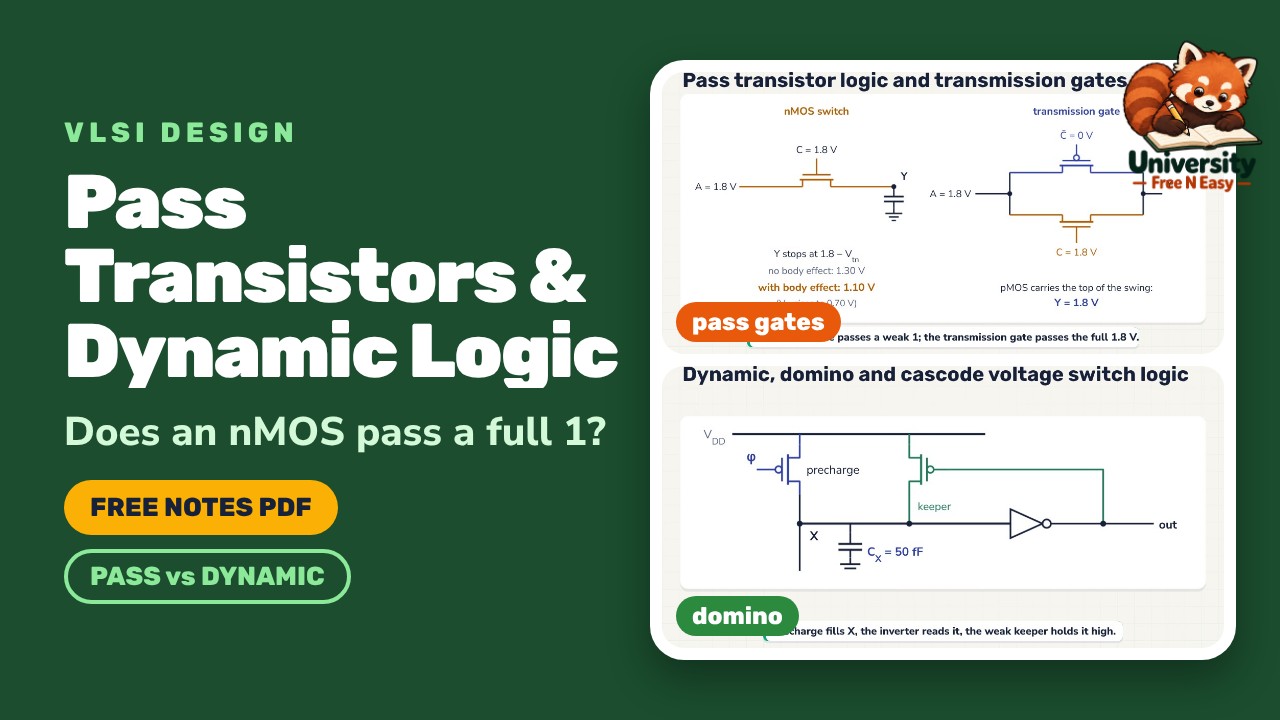 VLSI DESIGN
Pass
Transistors &
Dynamic Logic
Does an nMOS pass a full 1?
FREE NOTES PDF
PASS vs DYNAMIC
University
Free N Easy
Pass transistor logic and transmission gates
nMOS switch
transmission gate
C = 1.8 V
A = 1.8 V
Y
C̄ = 0 V
A = 1.8 V
C = 1.8 V
Y stops at 1.8 – Vtn
no body effect: 1.30 V
with body effect: 1.10 V
0.70 V)
pMOS carries the top of the swing:
Y = 1.8 V
pass gates
passes a weak 1; the transmission gate passes the full 1.8 V.
Dynamic, domino and cascode voltage switch logic
VDD
φ
precharge
keeper
X
CX = 50 fF
out
domino
charge fills X, the inverter reads it, the weak keeper holds it high.